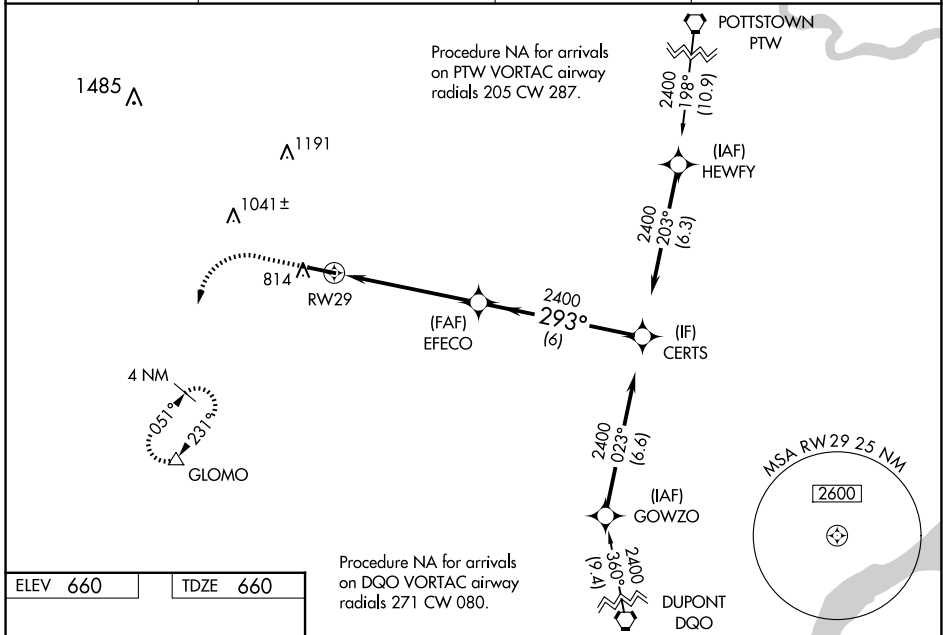 POTTSTOWN
PTW
Procedure NA for arrivals
on PTW VORTAC airway
radials 205 CW 287.
2400
198°
(10.9)
1485
1191
(IAF)
HEWFY
1041±
2400
203°
(6.3)
814
RW29
2400
293°
(6)
(FAF)
EFECO
(IF)
CERTS
4 NM
051°
231°
GLOMO
2400
023°
(6.6)
MSA RW 29 25 NM
2600
(IAF)
GOWZO
2400
360°
(9.4)
Procedure NA for arrivals
on DQO VORTAC airway
radials 271 CW 080.
ELEV 660
TDZE 660
DUPONT
DQO